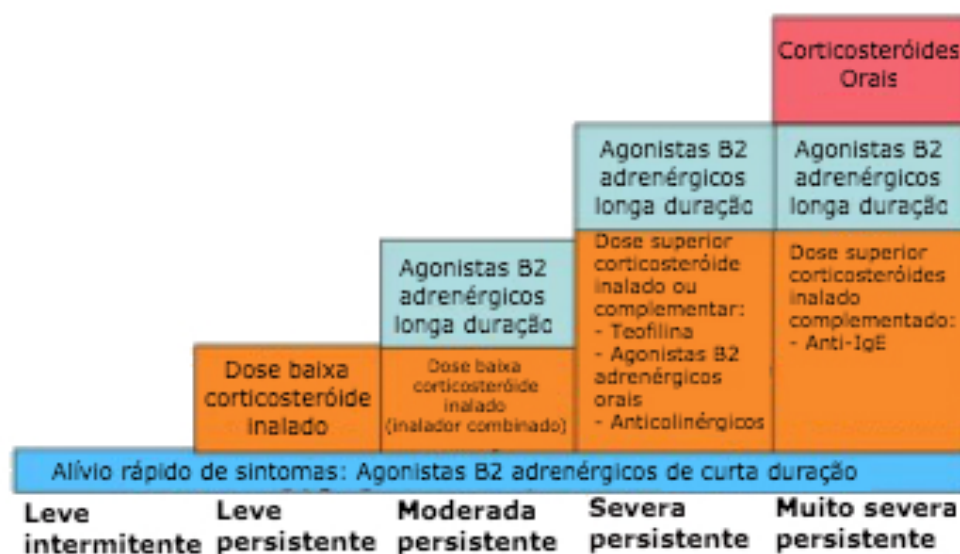 Corticosteróides
Orais
Agonistas B2
adrenérgicos
longa duração
Agonistas B2
adrenérgicos
longa duração
Agonistas B2
adrenérgicos
longa duração
Dose superior
corticosteróide
inalado ou
complementar:
- Teofilina
- Agonistas B2
adrenérgicos
orais
- Anticolinérgicos
Dose superior
corticosteróides
inalado
complementado:
- Anti-IgE
Dose baixa
corticosteróide
inalado
Dose baixa
corticosteróide
inalado
(inalador combinado)
Alívio rápido de sintomas: Agonistas B2 adrenérgicos de curta duração
Leve
intermitente
Leve
persistente
Moderada
persistente
Severa
persistente
Muito severa
persistente